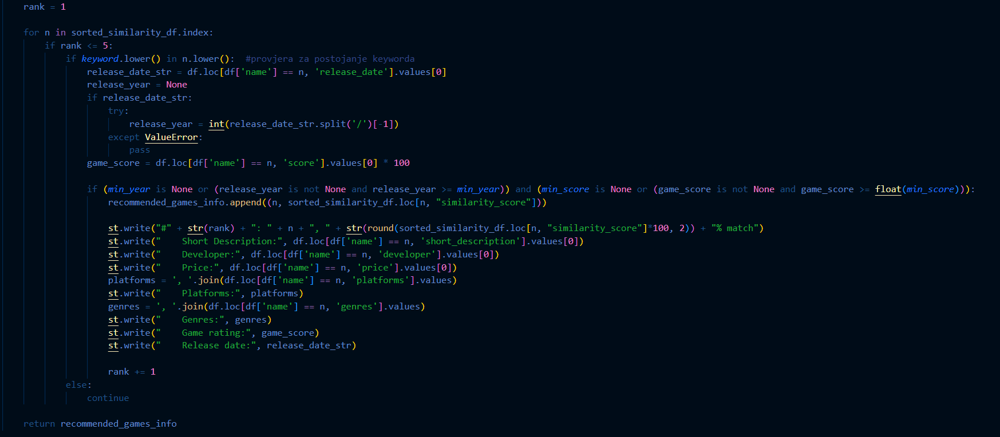 rank = 1
for n in sorted_similarity_df.index:
if rank <= 5:
if keyword.lower() in n.lower():  #provjera za postojanje keyworda
release_date_str = df.loc[df['name'] == n, 'release_date'].values[0]
release_year = None
if release_date_str:
try:
release_year = int(release_date_str.split('/')[-1])
except ValueError:
pass
game_score = df.loc[df['name'] == n, 'score'].values[0] * 100
if (min_year is None or (release_year is not None and release_year >= min_year)) and (min_score is None or (game_score is not None and game_score >= float(min_score))):
recommended_games_info.append((n, sorted_similarity_df.loc[n, "similarity_score"]))
st.write("#" + str(rank) + ": " + n + ", " + str(round(sorted_similarity_df.loc[n, "similarity_score"]*100, 2)) + "% match")
st.write("    Short Description:", df.loc[df['name'] == n, 'short_description'].values[0])
st.write("    Developer:", df.loc[df['name'] == n, 'developer'].values[0])
st.write("    Price:", df.loc[df['name'] == n, 'price'].values[0])
platforms = ', '.join(df.loc[df['name'] == n, 'platforms'].values)
st.write("    Platforms:", platforms)
genres = ', '.join(df.loc[df['name'] == n, 'genres'].values)
st.write("    Genres:", genres)
st.write("    Game rating:", game_score)
st.write("    Release date:", release_date_str)
rank += 1
else:
continue
return recommended_games_info